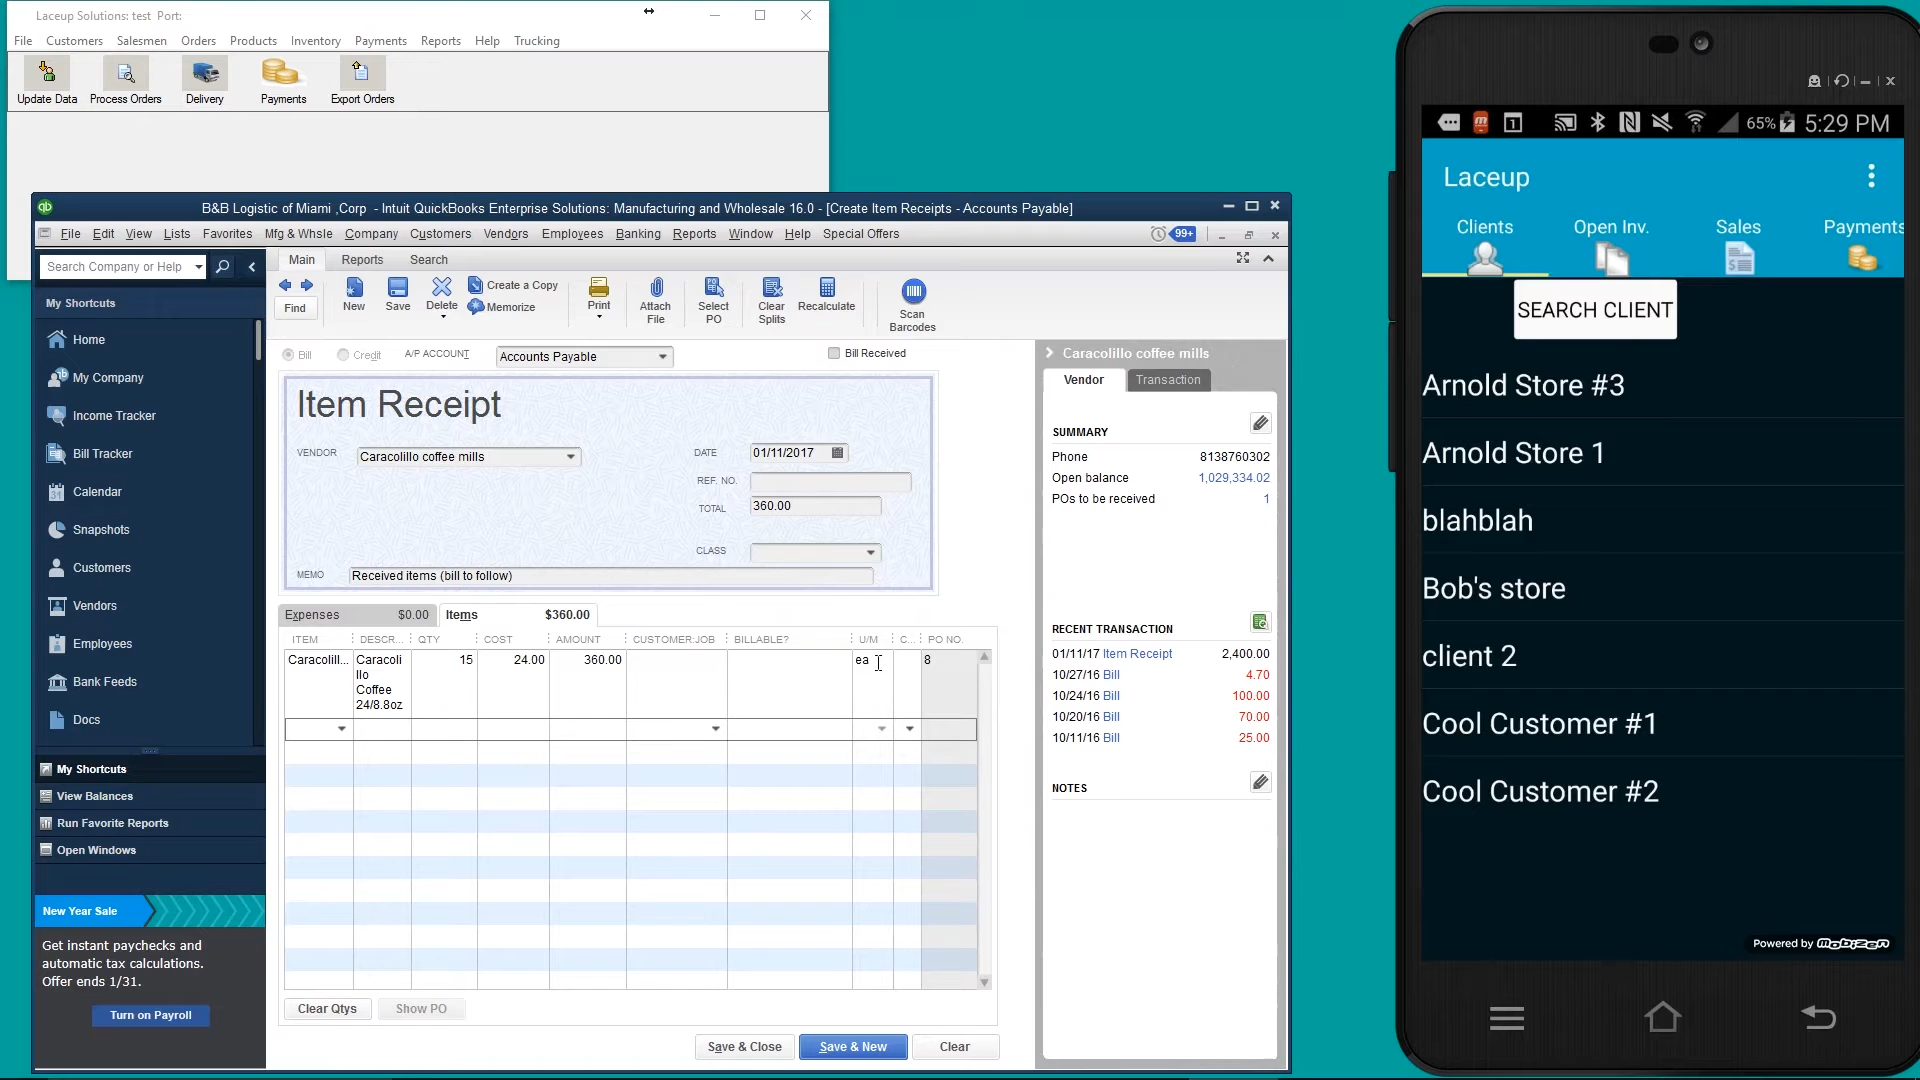 Laceup Solutions: test Port:
File Customers Salesmen Orders Products Inventory Payments Reports Help Trucking
Update Data Process Orders Delivery Payments Export Orders
B&B Logistic of Miami ,Corp - Intuit QuickBooks Enterprise Solutions: Manufacturing and Wholesale 16.0 - [Create Item Receipts - Accounts Payable]
File Edit View Lists Favorites Mfg & Whsle Company Customers Vendors Employees Banking Reports Window Help Special Offers 99+
Search Company or Help
My Shortcuts
Home
My Company
Income Tracker
Bill Tracker
Calendar
Snapshots
Customers
Vendors
Employees
Bank Feeds
Docs
My Shortcuts
View Balances
Run Favorite Reports
Open Windows
New Year Sale
Get instant paychecks and
automatic tax calculations.
Offer ends 1/31.
Turn on Payroll
Main Reports Search
Find New Save Delete Create a Copy Memorize Print Attach File Select PO Clear Splits Recalculate Scan Barcodes
Bill Credit A/P ACCOUNT Accounts Payable Bill Received
Item Receipt
VENDOR Caracolillo coffee mills
DATE 01/11/2017
REF. NO.
TOTAL 360.00
CLASS
MEMO Received items (bill to follow)
Expenses $0.00 Items $360.00
ITEM DESCR... QTY COST AMOUNT CUSTOMER:JOB BILLABLE? U/M C... PO NO.
Caracolill... Caracoli 15 24.00 360.00 ea 8
llo
Coffee
24/8.8oz
Clear Qtys Show PO
Save & Close Save & New Clear
Caracolillo coffee mills
Vendor Transaction
SUMMARY
Phone 8138760302
Open balance 1,029,334.02
POs to be received 1
RECENT TRANSACTION
01/11/17 Item Receipt 2,400.00
10/27/16 Bill 4.70
10/24/16 Bill 100.00
10/20/16 Bill 70.00
10/11/16 Bill 25.00
NOTES
65% 5:29 PM
Laceup
Clients Open Inv. Sales Payments
SEARCH CLIENT
Arnold Store #3
Arnold Store 1
blahblah
Bob's store
client 2
Cool Customer #1
Cool Customer #2
Powered by mobizen